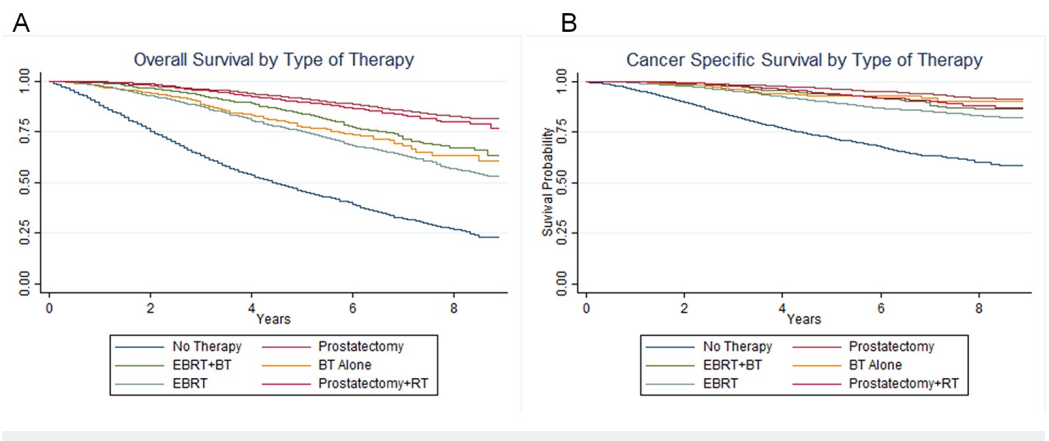 A
Overall Survival by Type of Therapy
1.00
0.75
0.50
0.25
0.00
0 2 4 6 8
Years
No Therapy Prostatectomy
EBRT+BT BT Alone
EBRT Prostatectomy+RT
B
Cancer Specific Survival by Type of Therapy
Suvival Probability
1.00
0.75
0.50
0.25
0.00
0 2 4 6 8
Years
No Therapy Prostatectomy
EBRT+BT BT Alone
EBRT Prostatectomy+RT